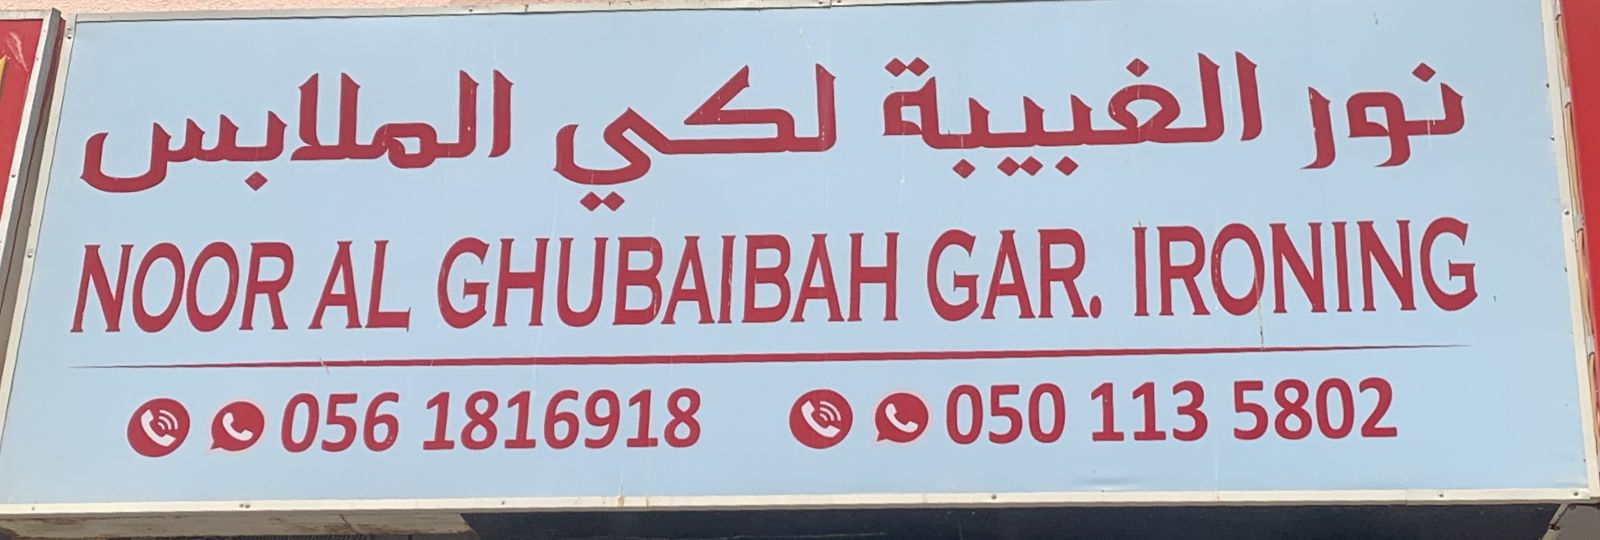 نور الغبيبة لكي الملابس
NOOR AL GHUBAIBAH GAR. IRONING
056 1816918 050 113 5802